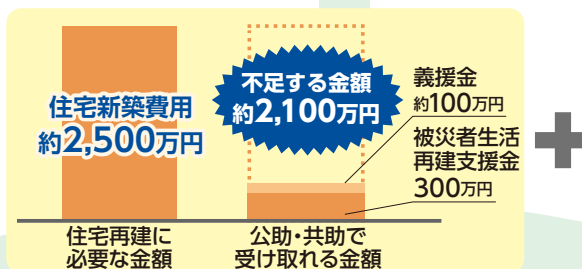 住宅新築費用
約2,500万円
不足する金額
約2,100万円
義援金
約100万円
被災者生活
再建支援金
300万円
住宅再建に
必要な金額
公助・共助で
受け取れる金額